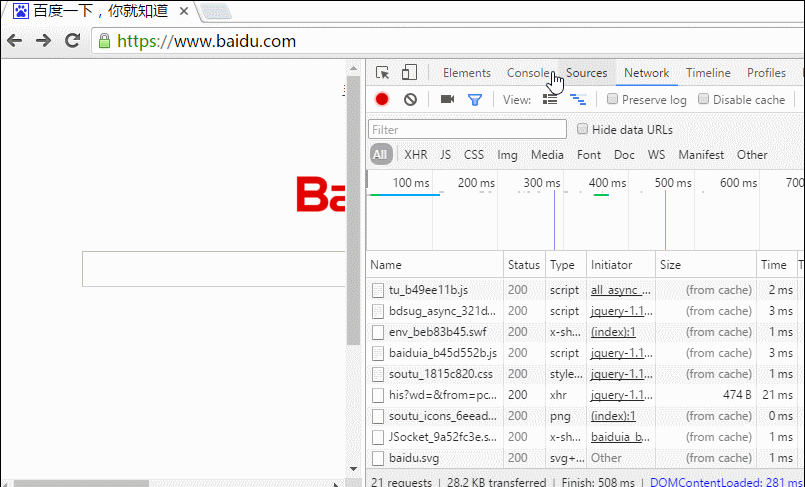 百度一下，你就知道
https://www.baidu.com
Elements Console Sources Network Timeline Profiles
View: Preserve log Disable cache
Filter Hide data URLs
All XHR JS CSS Img Media Font Doc WS Manifest Other
100 ms 200 ms 300 ms 400 ms 500 ms 600 ms 700
Ba
Name Status Type Initiator Size Time T
tu_b49ee11b.js 200 script all_async_... (from cache) 2 ms
bdsug_async_321d... 200 script jquery-1.1... (from cache) 3 ms
env_beb83b45.swf 200 x-sh... (index):1 (from cache) 1 ms
baiduia_b45d552b.js 200 script jquery-1.1... (from cache) 3 ms
soutu_1815c820.css 200 style... jquery-1.1... (from cache) 1 ms
his?wd=&from=pc... 200 xhr jquery-1.1... 474 B 21 ms
soutu_icons_6eead... 200 png (index):1 (from cache) 0 ms
JSocket_9a52fc3e.s... 200 x-sh... baiduia_b... (from cache) 1 ms
baidu.svg 200 svg+... Other (from cache) 1 ms
21 requests | 28.2 KB transferred | Finish: 508 ms | DOMContentLoaded: 281 ms